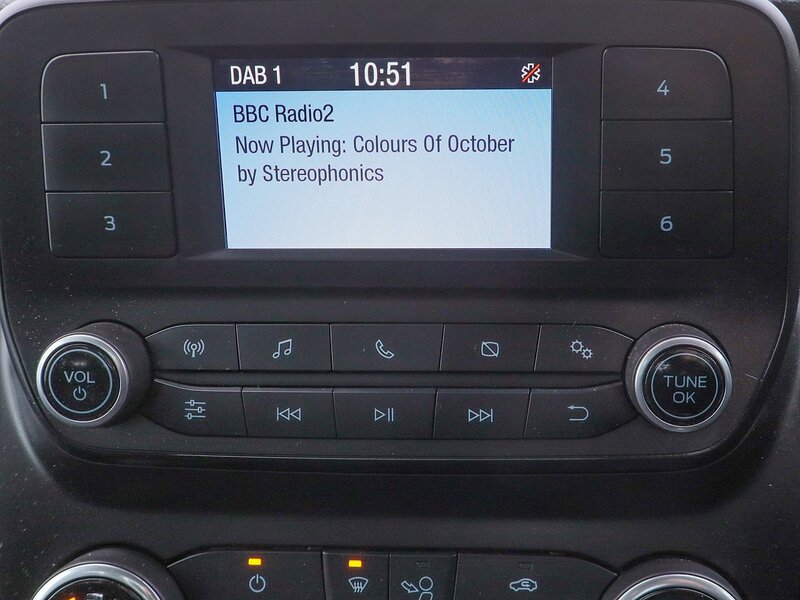 DAB 1 10:51
BBC Radio2
Now Playing: Colours Of October
by Stereophonics
1
2
3
4
5
6
VOL
TUNE
OK